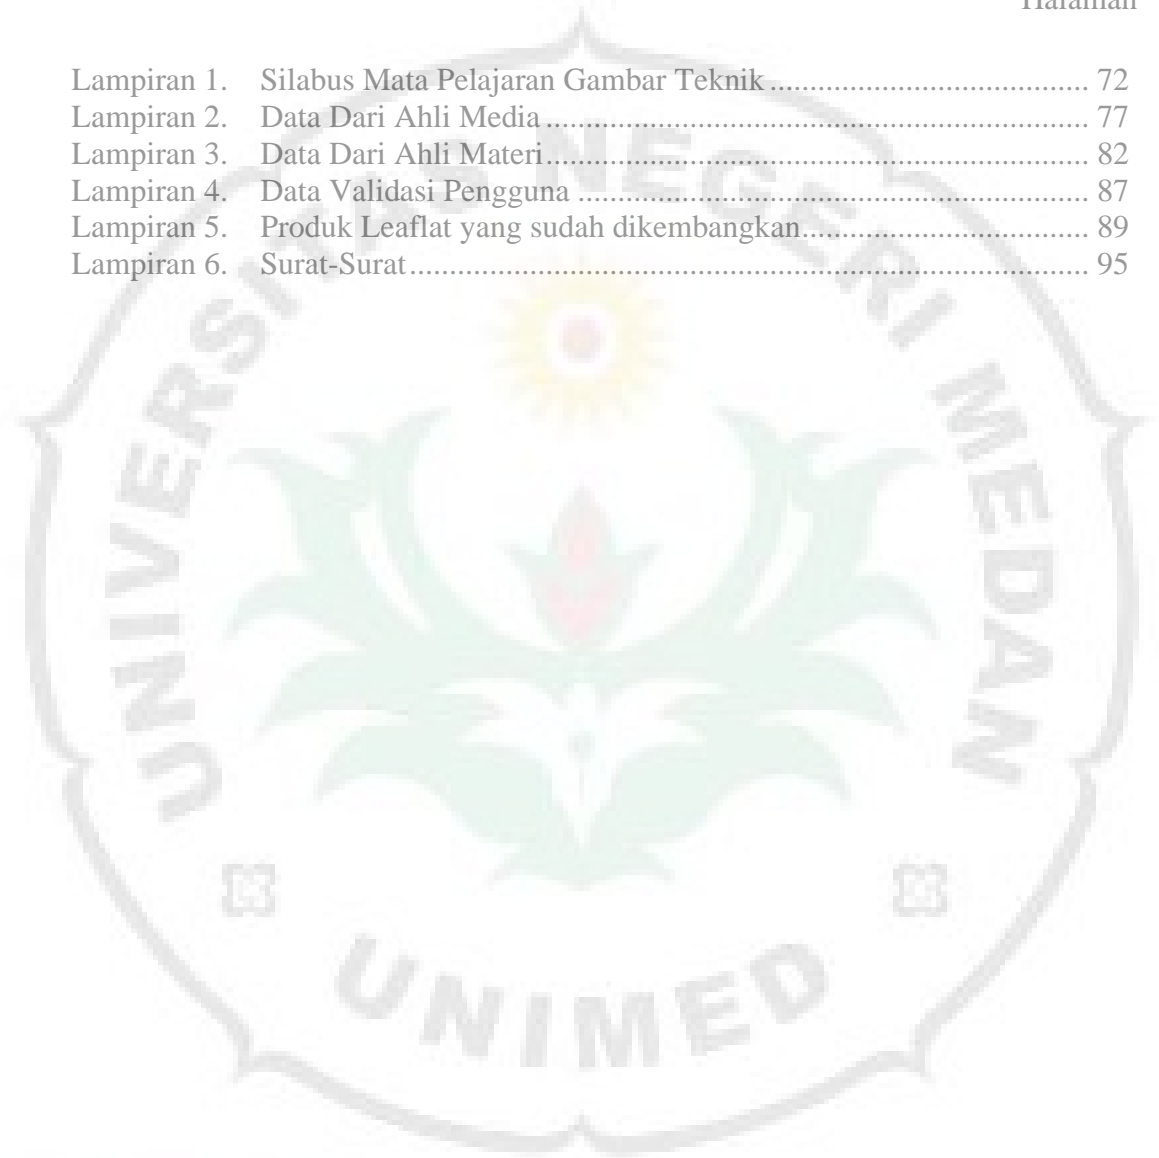 Halaman
Lampiran 1. Silabus Mata Pelajaran Gambar Teknik ........................................ 72
Lampiran 2. Data Dari Ahli Media .................................................................... 77
Lampiran 3. Data Dari Ahli Materi .................................................................... 82
Lampiran 4. Data Validasi Pengguna ................................................................ 87
Lampiran 5. Produk Leaflat yang sudah dikembangkan .................................... 89
Lampiran 6. Surat-Surat ..................................................................................... 95
UNIVERSITAS NEGERI MEDAN
UNIMED